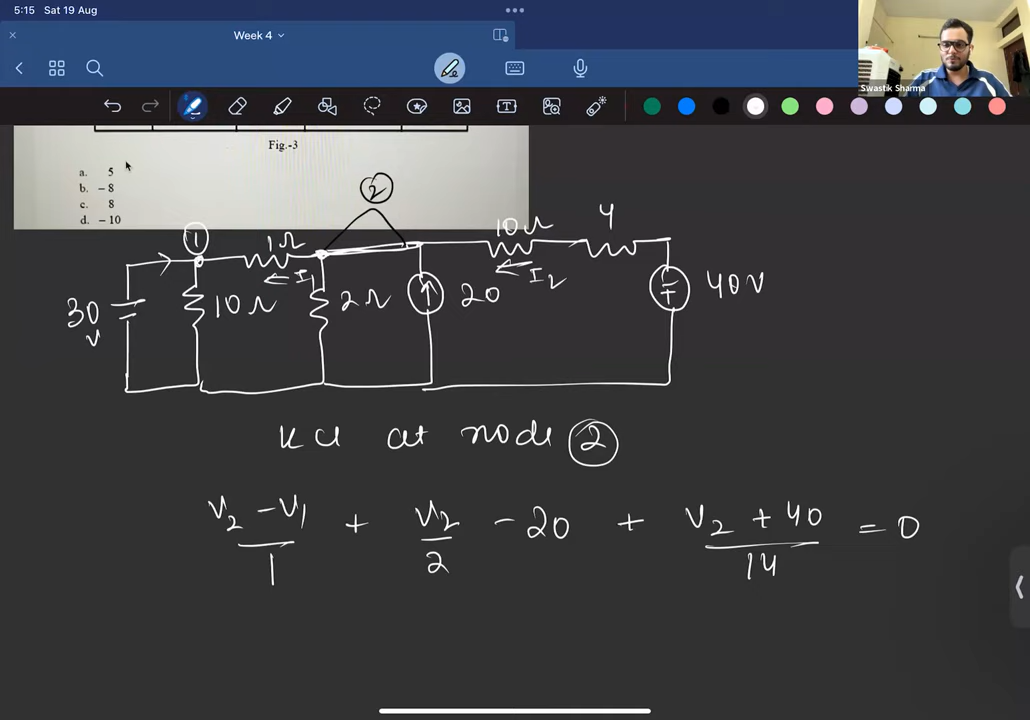 5:15 Sat 19 Aug
Week 4
Swastik Sharma
Fig.-3
a. 5
b. – 8
c. 8
d. – 10
2
1
1Ω
10Ω
4
I1
I2
30
V
10Ω
2Ω
20
40V
KCL at node 2
V2 - V1 / 1 + V2 / 2 - 20 + V2 + 40 / 14 = 0